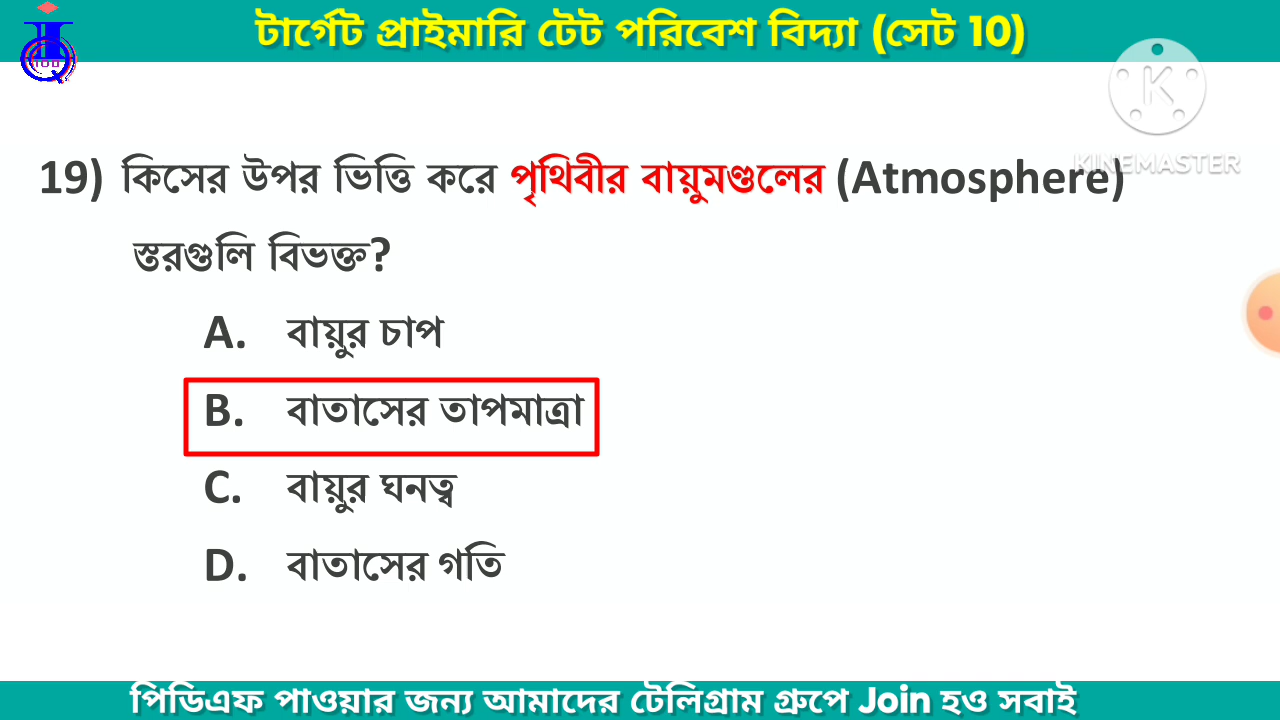 টার্গেট প্রাইমারি টেট পরিবেশ বিদ্যা (সেট 10)
KINEMASTER
19) কিসের উপর ভিত্তি করে পৃথিবীর বায়ুমণ্ডলের (Atmosphere)
স্তরগুলি বিভক্ত?
A. বায়ুর চাপ
B. বাতাসের তাপমাত্রা
C. বায়ুর ঘনত্ব
D. বাতাসের গতি
পিডিএফ পাওয়ার জন্য আমাদের টেলিগ্রাম গ্রুপে Join হও সবাই